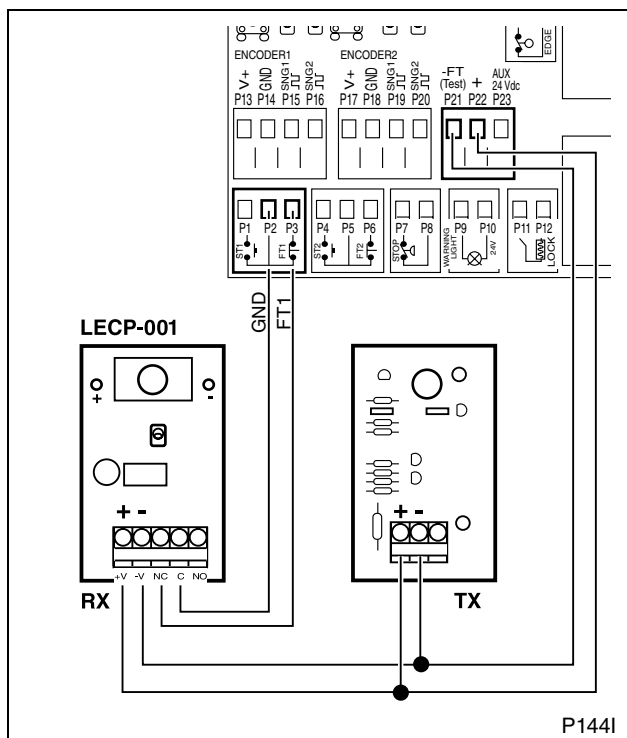 EDGE
ENCODER1
ENCODER2
V+
GND
SNG1
SNG2
V+
GND
SNG1
SNG2
-FT
(Test)
+
AUX
24 Vdc
P13 P14 P15 P16
P17 P18 P19 P20
P21 P22 P23
P1 P2 P3
P4 P5 P6
P7 P8
P9 P10
P11 P12
ST1
FT1
ST2
FT2
STOP
WARNING
LIGHT
24V
LOCK
GND
FT1
LECP-001
+ -
+ -
+V -V NC C NO
RX
+ -
TX
P144I